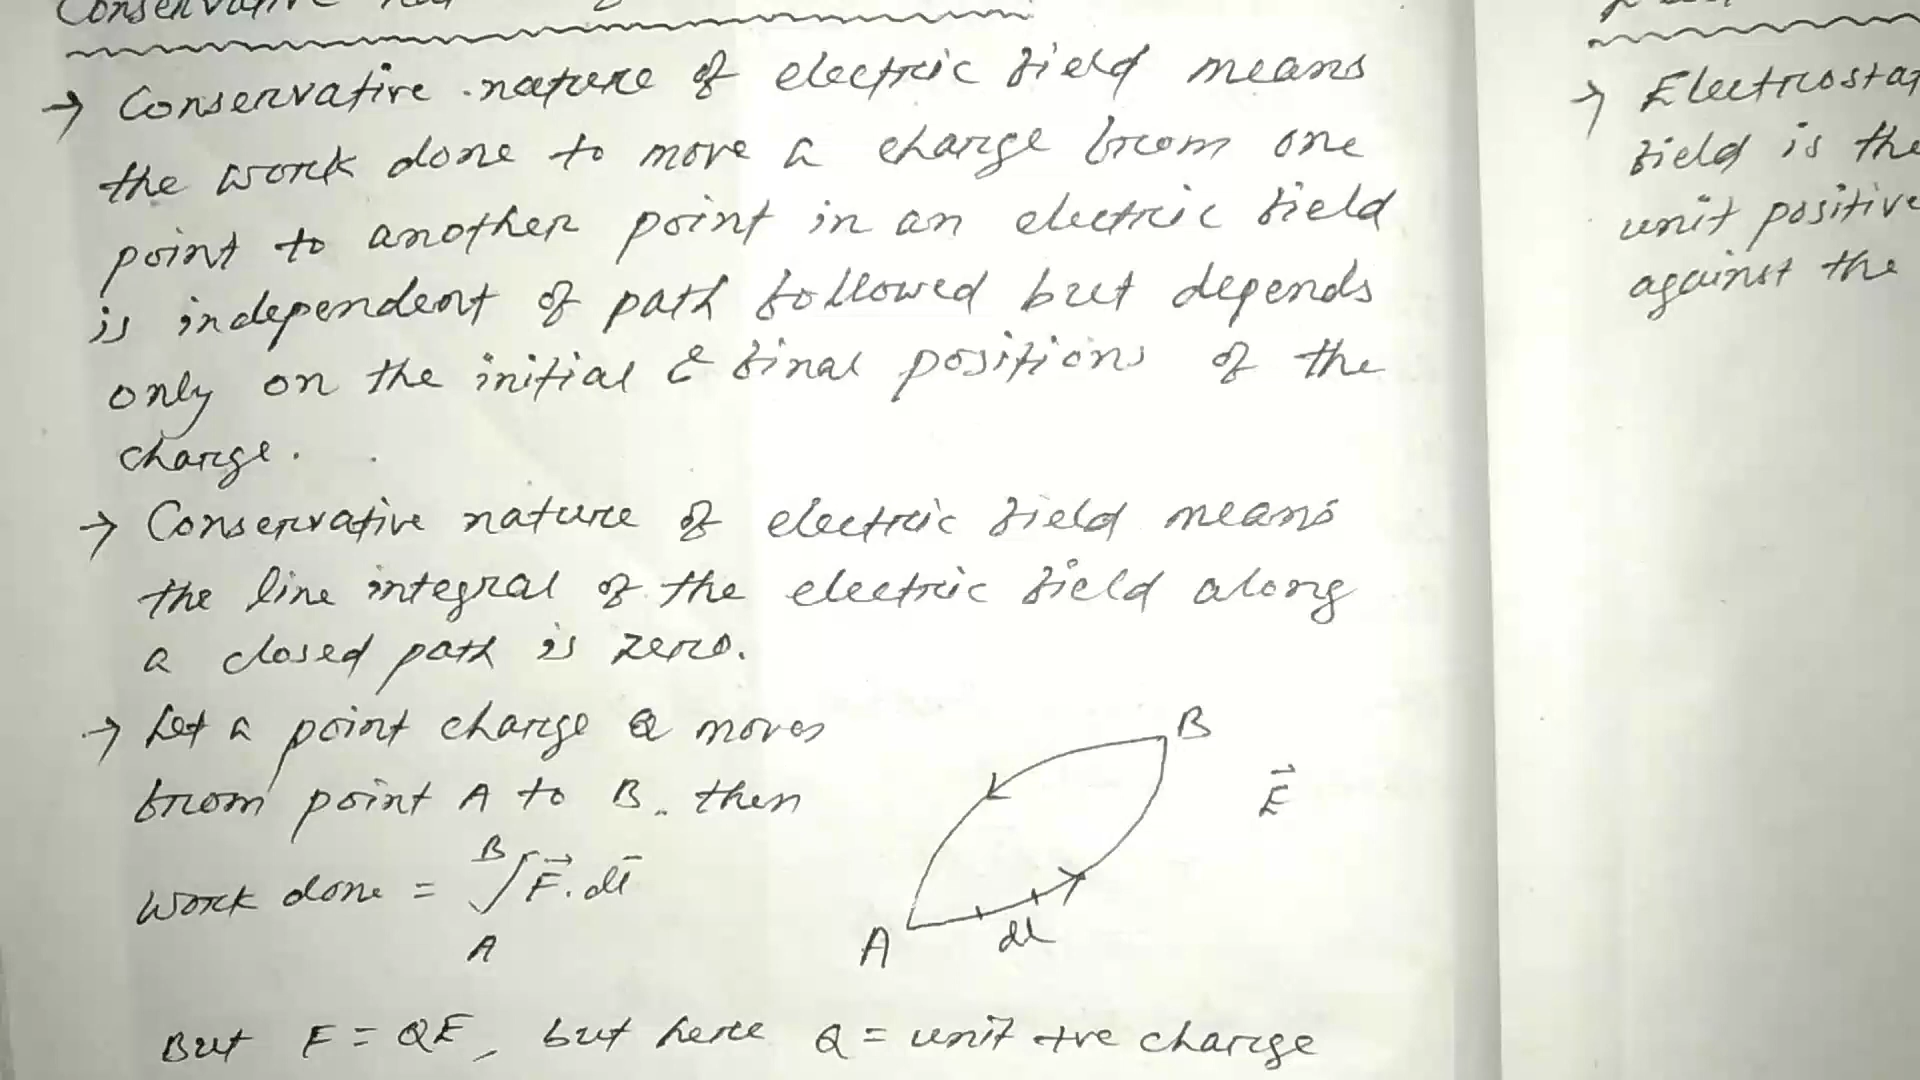 Conservative
→ Conservative nature of electric field means
the work done to move a charge from one
point to another point in an electric field
is independent of path followed but depends
only on the initial & final positions of the
charge.
→ Conservative nature of electric field means
the line integral of the electric field along
a closed path is zero.
→ Let a point charge Q moves
from point A to B. then
Work done = ᴮ∫F⃗.dl̄
A
But F = QE, but here Q = unit +ve charge
B
E⃗
A
dl
→ Electrostat
field is the
unit positive
against the